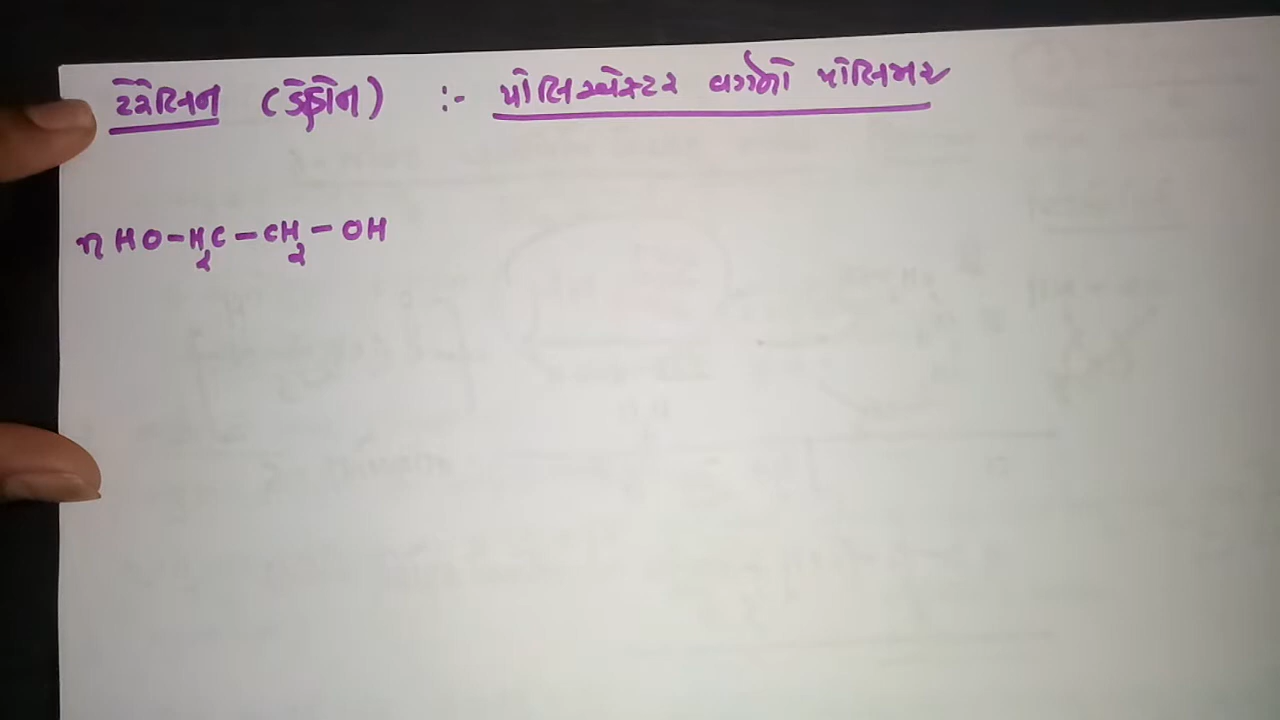 ટેરેલિન (ડેક્રોન) :- પોલિએસ્ટર વર્ગનો પોલિમર
n HO-H₂C-CH₂-OH